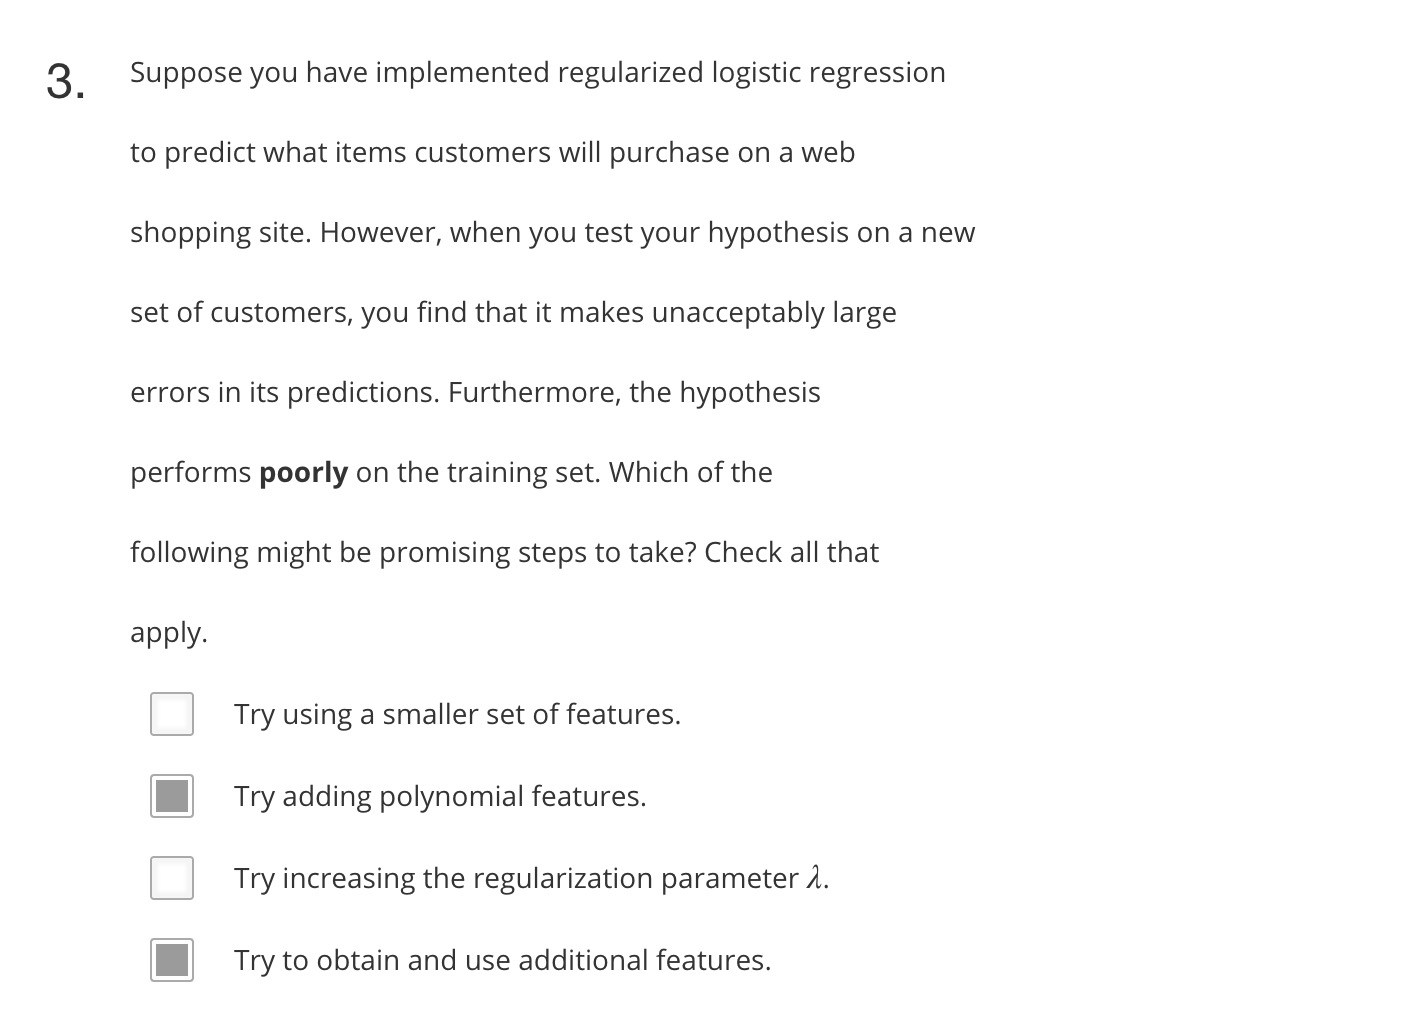 3. Suppose you have implemented regularized logistic regression
to predict what items customers will purchase on a web
shopping site. However, when you test your hypothesis on a new
set of customers, you find that it makes unacceptably large
errors in its predictions. Furthermore, the hypothesis
performs poorly on the training set. Which of the
following might be promising steps to take? Check all that
apply.
Try using a smaller set of features.
Try adding polynomial features.
Try increasing the regularization parameter λ.
Try to obtain and use additional features.